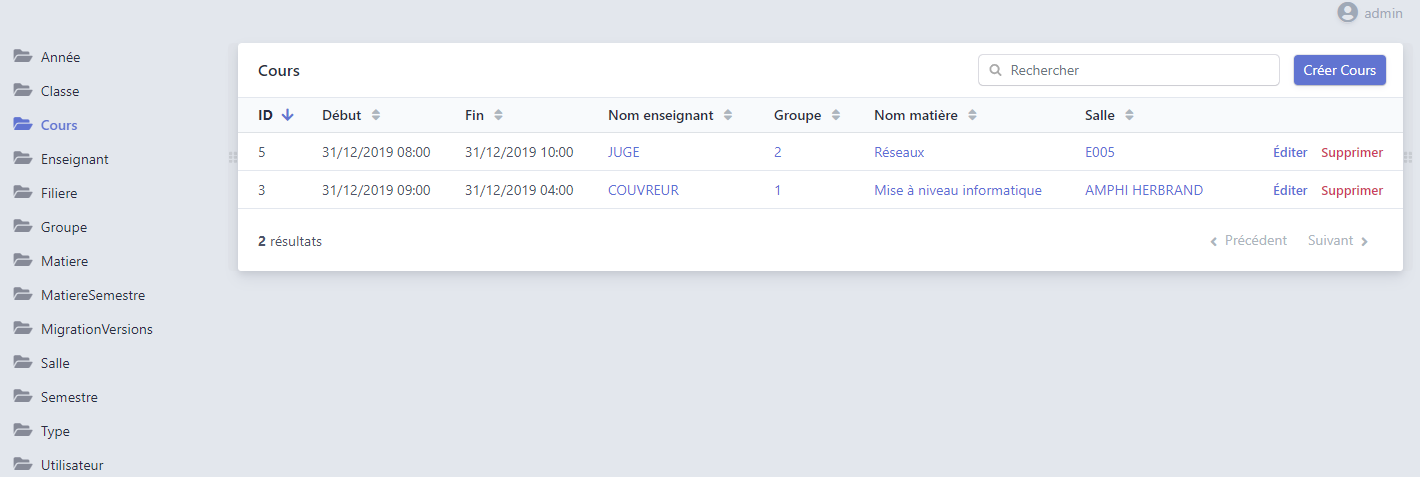 admin
Année
Classe
Cours
Enseignant
Filiere
Groupe
Matiere
MatiereSemestre
MigrationVersions
Salle
Semestre
Type
Utilisateur
Cours Rechercher Créer Cours
ID Début Fin Nom enseignant Groupe Nom matière Salle
5 31/12/2019 08:00 31/12/2019 10:00 JUGE 2 Réseaux E005 Éditer Supprimer
3 31/12/2019 09:00 31/12/2019 04:00 COUVREUR 1 Mise à niveau informatique AMPHI HERBRAND Éditer Supprimer
2 résultats Précédent Suivant